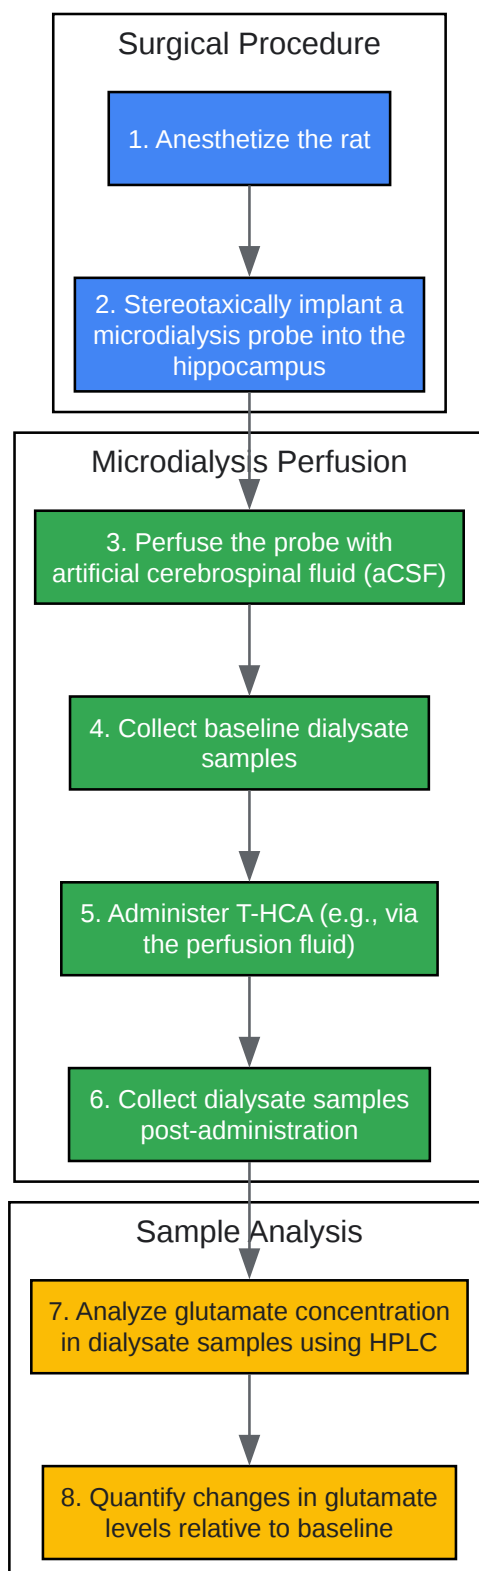 Surgical Procedure
1. Anesthetize the rat
2. Stereotaxically implant a
microdialysis probe into the
hippocampus
Microdialysis Perfusion
3. Perfuse the probe with
artificial cerebrospinal fluid (aCSF)
4. Collect baseline dialysate
samples
5. Administer T-HCA (e.g., via
the perfusion fluid)
6. Collect dialysate samples
post-administration
Sample Analysis
7. Analyze glutamate concentration
in dialysate samples using HPLC
8. Quantify changes in glutamate
levels relative to baseline